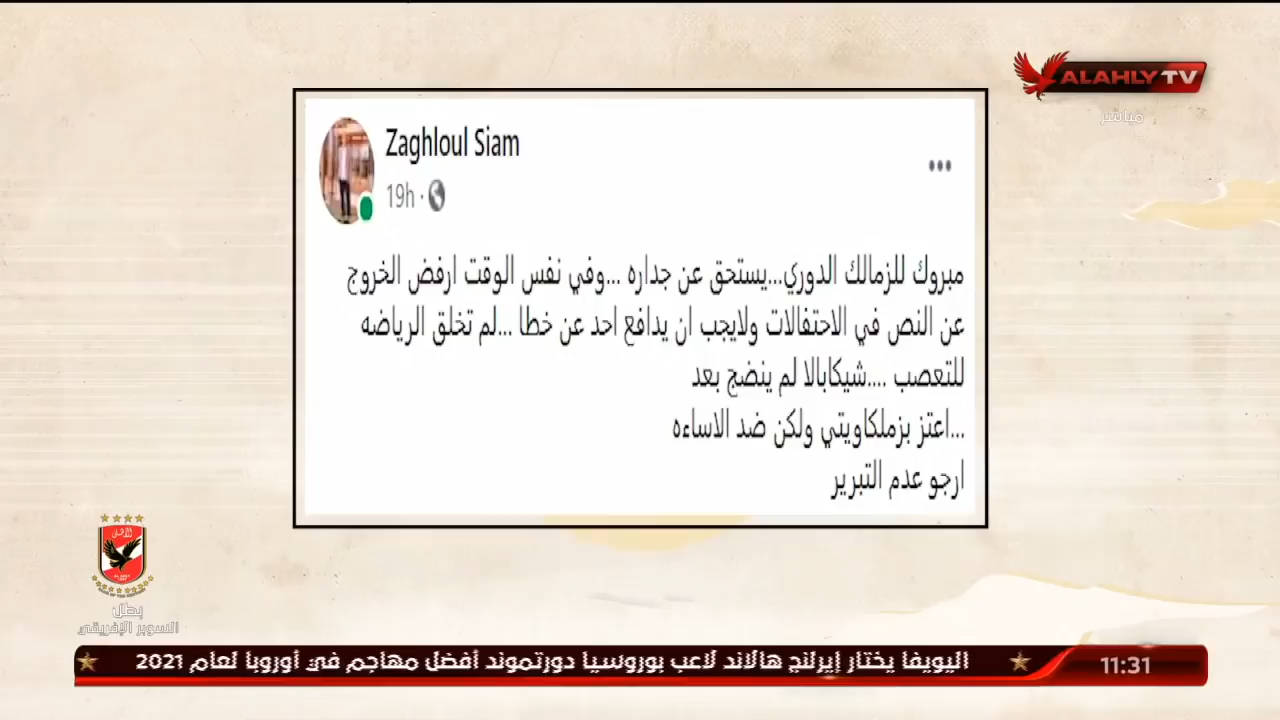 ALAHLY TV
مباشر
Zaghloul Siam
19h ·
مبروك للزمالك الدوري...يستحق عن جداره ...وفي نفس الوقت ارفض الخروج
عن النص في الاحتفالات ولايجب ان يدافع احد عن خطا ...لم تخلق الرياضه
للتعصب ....شيكابالا لم ينضج بعد
...اعتز بزملكاويتي ولكن ضد الاساءه
ارجو عدم التبرير
بطل
السوبر الإفريقي
اليويفا يختار إيرلنج هالاند لاعب بوروسيا دورتموند أفضل مهاجم في أوروبا لعام 2021
11:31